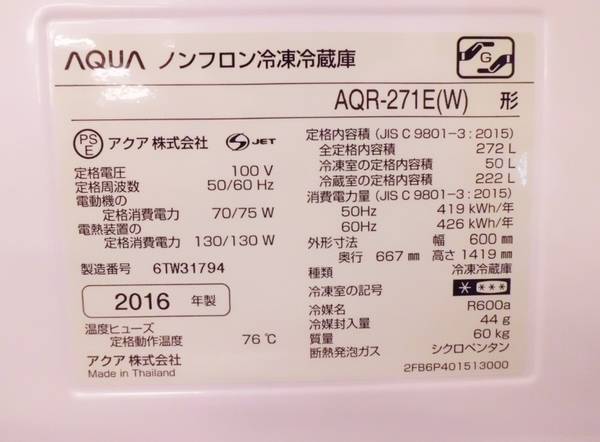 AQUA ノンフロン冷凍冷蔵庫
G
AQR-271E(W) 形
PS E アクア 株式会社 S JET
定格電圧 100 V
定格周波数 50/60 Hz
電動機の
定格消費電力 70/75 W
電熱装置の
定格消費電力 130/130 W
製造番号 6TW31794
2016 年製
温度ヒューズ
定格動作温度 76 ℃
アクア 株式会社
Made in Thailand
定格内容積 (JIS C 9801-3 : 2015)
全定格内容積 272 L
冷凍室の定格内容積 50 L
冷蔵室の定格内容積 222 L
消費電力量 (JIS C 9801-3 : 2015)
50Hz 419 kWh/年
60Hz 426 kWh/年
外形寸法 幅 600 mm
奥行 667 mm 高さ 1419 mm
種類 冷凍冷蔵庫
冷凍室の記号 * ***
冷媒名 R600a
冷媒封入量 44 g
質量 60 kg
断熱発泡ガス シクロペンタン
2FB6P401513000